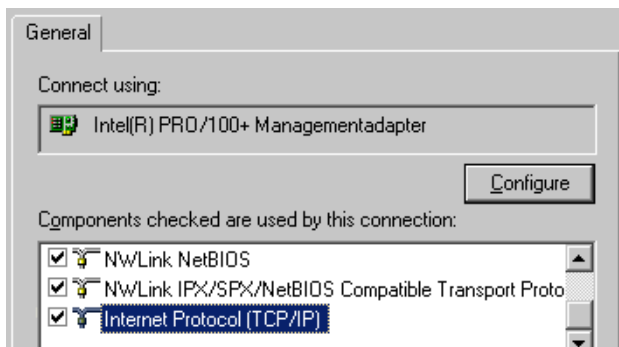 General
Connect using:
Intel(R) PRO/100+ Managementadapter
Configure
Components checked are used by this connection:
NWLink NetBIOS
NWLink IPX/SPX/NetBIOS Compatible Transport Proto
Internet Protocol (TCP/IP)